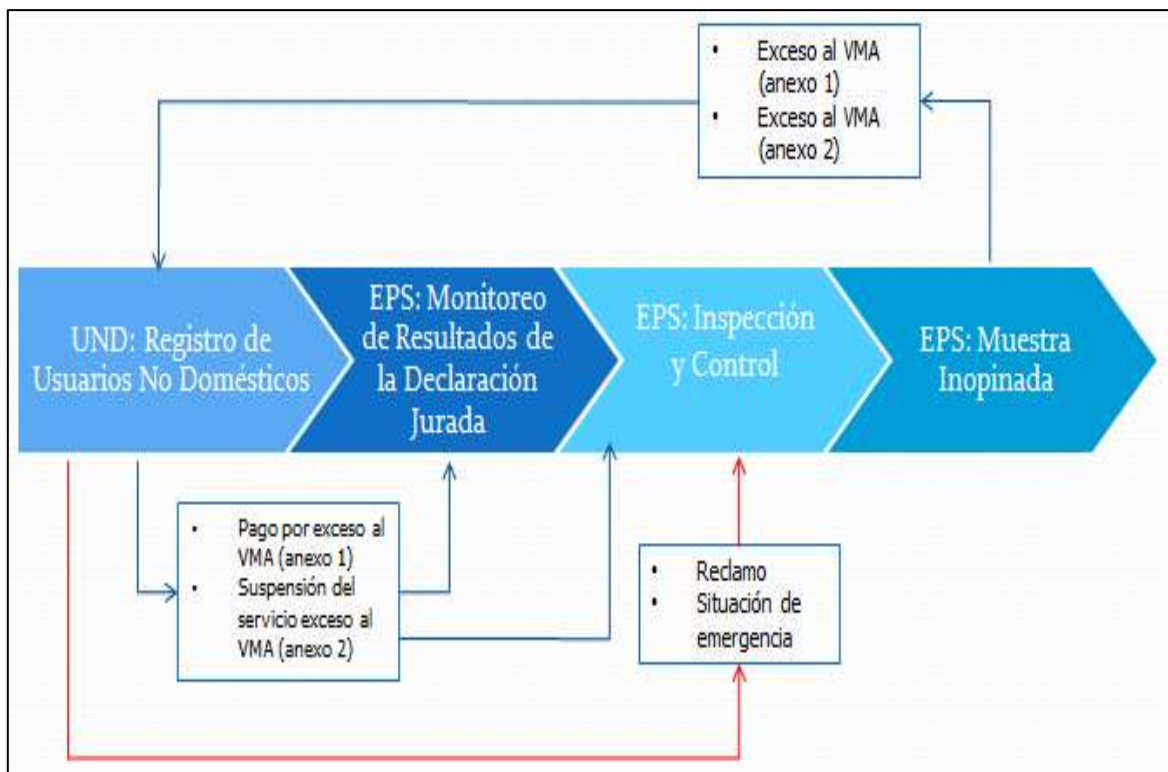 • Exceso al VMA
(anexo 1)
• Exceso al VMA
(anexo 2)
UND: Registro de
Usuarios No Domésticos
EPS: Monitoreo
de Resultados de
la Declaración
Jurada
EPS: Inspección
y Control
EPS: Muestra
Inopinada
• Pago por exceso al
VMA (anexo 1)
• Suspensión del
servicio exceso al
VMA (anexo 2)
• Reclamo
• Situación de
emergencia